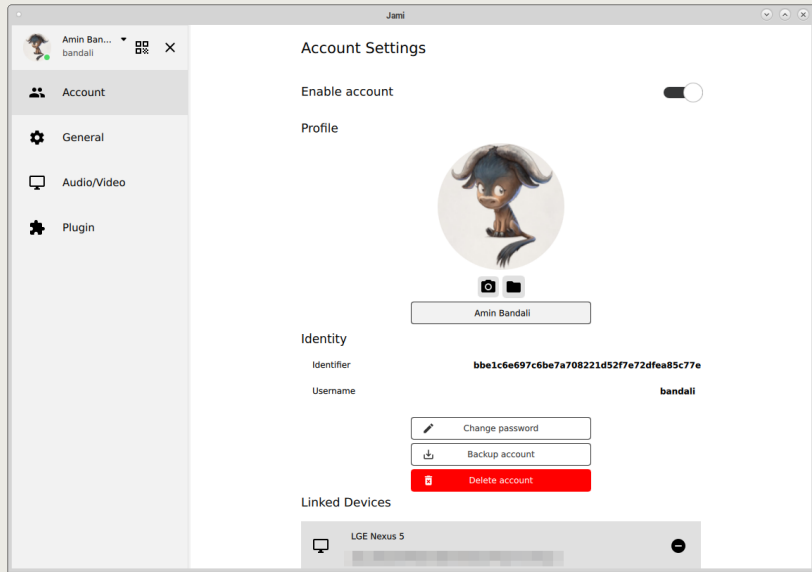 Jami
Amin Ban...
bandali
Account
General
Audio/Video
Plugin
Account Settings
Enable account
Profile
Amin Bandali
Identity
Identifier bbe1c6e697c6be7a708221d52f7e72dfea85c77e
Username bandali
Change password
Backup account
Delete account
Linked Devices
LGE Nexus 5